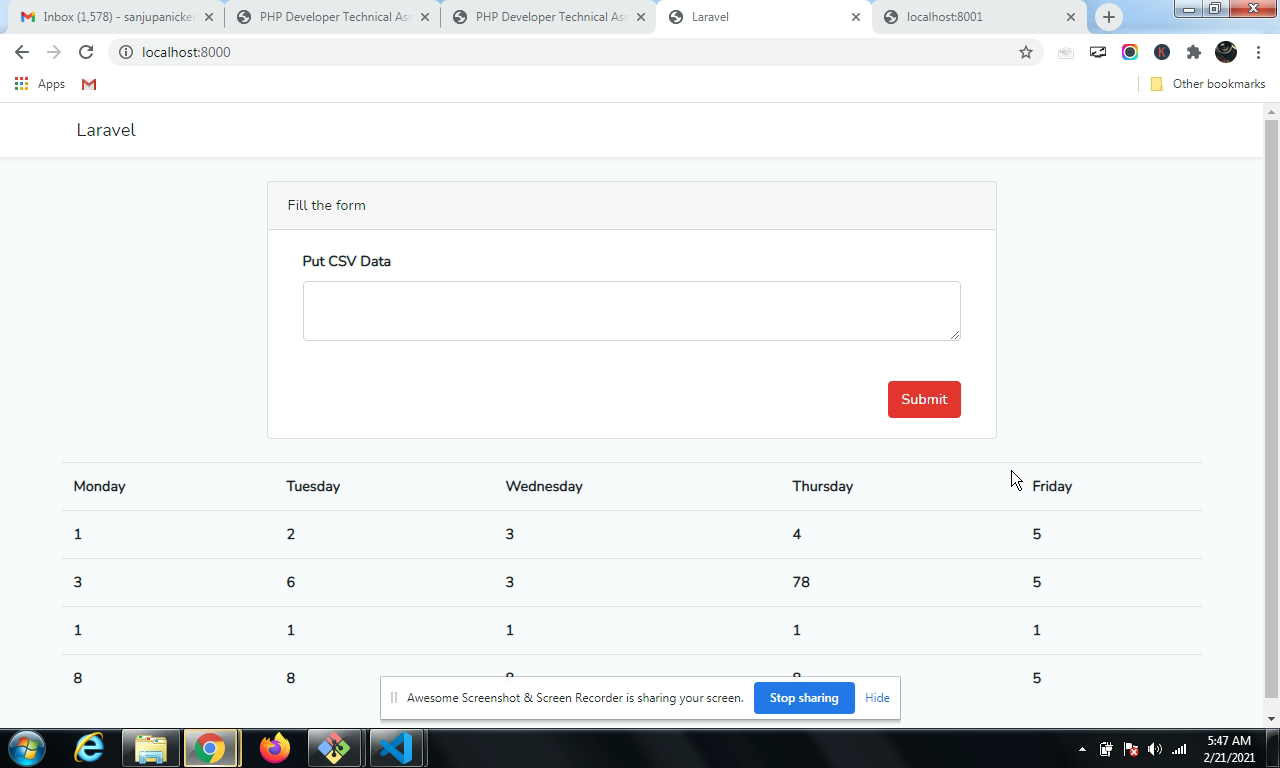 Inbox (1,578) - sanjupanicker
PHP Developer Technical Ass
PHP Developer Technical Ass
Laravel
localhost:8001
localhost:8000
Apps
Other bookmarks
Laravel
Fill the form
Put CSV Data
Submit
Monday Tuesday Wednesday Thursday Friday
1 2 3 4 5
3 6 3 78 5
1 1 1 1 1
8 8 5
Awesome Screenshot & Screen Recorder is sharing your screen. Stop sharing Hide
5:47 AM
2/21/2021